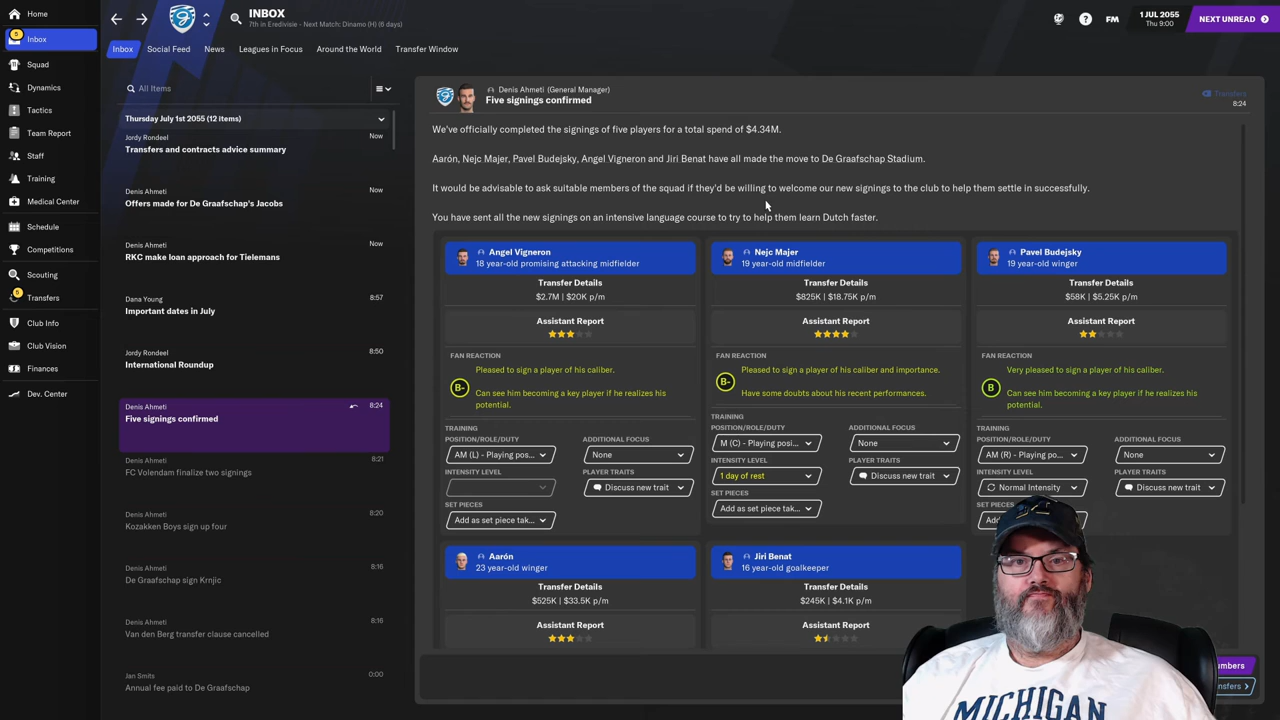 Home
Inbox
5
Squad
Dynamics
Tactics
Team Report
Staff
Training
Medical Center
Schedule
Competitions
Scouting
5
Transfers
Club Info
Club Vision
Finances
Dev. Center
INBOX
7th in Eredivisie - Next Match: Dinamo (H) (6 days)
FM
1 JUL 2055
Thu 9:00
NEXT UNREAD
Inbox
Social Feed
News
Leagues in Focus
Around the World
Transfer Window
All Items
Thursday July 1st 2055 (12 items)
Jordy Rondeel
Now
Transfers and contracts advice summary
Denis Ahmeti
Now
Offers made for De Graafschap's Jacobs
Denis Ahmeti
Now
RKC make loan approach for Tielemans
Dana Young
8:57
Important dates in July
Jordy Rondeel
8:50
International Roundup
Denis Ahmeti
8:24
Five signings confirmed
Denis Ahmeti
8:21
FC Volendam finalize two signings
Denis Ahmeti
8:20
Kozakken Boys sign up four
Denis Ahmeti
8:16
De Graafschap sign Krnjic
Denis Ahmeti
8:16
Van den Berg transfer clause cancelled
Jan Smits
0:00
Annual fee paid to De Graafschap
Denis Ahmeti (General Manager)
Five signings confirmed
Transfers
8:24
We've officially completed the signings of five players for a total spend of $4.34M.
Aarón, Nejc Majer, Pavel Budejsky, Angel Vigneron and Jiri Benat have all made the move to De Graafschap Stadium.
It would be advisable to ask suitable members of the squad if they'd be willing to welcome our new signings to the club to help them settle in successfully.
You have sent all the new signings on an intensive language course to try to help them learn Dutch faster.
Angel Vigneron
18 year-old promising attacking midfielder
Transfer Details
$2.7M | $20K p/m
Assistant Report
FAN REACTION
B-
Pleased to sign a player of his caliber.
Can see him becoming a key player if he realizes his potential.
TRAINING
POSITION/ROLE/DUTY
AM (L) - Playing pos...
ADDITIONAL FOCUS
None
INTENSITY LEVEL
PLAYER TRAITS
Discuss new trait
SET PIECES
Add as set piece tak...
Nejc Majer
19 year-old midfielder
Transfer Details
$825K | $18.75K p/m
Assistant Report
FAN REACTION
B-
Pleased to sign a player of his caliber and importance.
Have some doubts about his recent performances.
TRAINING
POSITION/ROLE/DUTY
M (C) - Playing posi...
ADDITIONAL FOCUS
None
INTENSITY LEVEL
1 day of rest
PLAYER TRAITS
Discuss new trait
SET PIECES
Add as set piece tak...
Pavel Budejsky
19 year-old winger
Transfer Details
$58K | $5.25K p/m
Assistant Report
FAN REACTION
B
Very pleased to sign a player of his caliber.
Can see him becoming a key player if he realizes his potential.
TRAINING
POSITION/ROLE/DUTY
AM (R) - Playing po...
ADDITIONAL FOCUS
None
INTENSITY LEVEL
Normal Intensity
PLAYER TRAITS
Discuss new trait
SET PIECES
Aarón
23 year-old winger
Transfer Details
$525K | $33.5K p/m
Assistant Report
Jiri Benat
16 year-old goalkeeper
Transfer Details
$245K | $4.1K p/m
Assistant Report
MICHIGAN